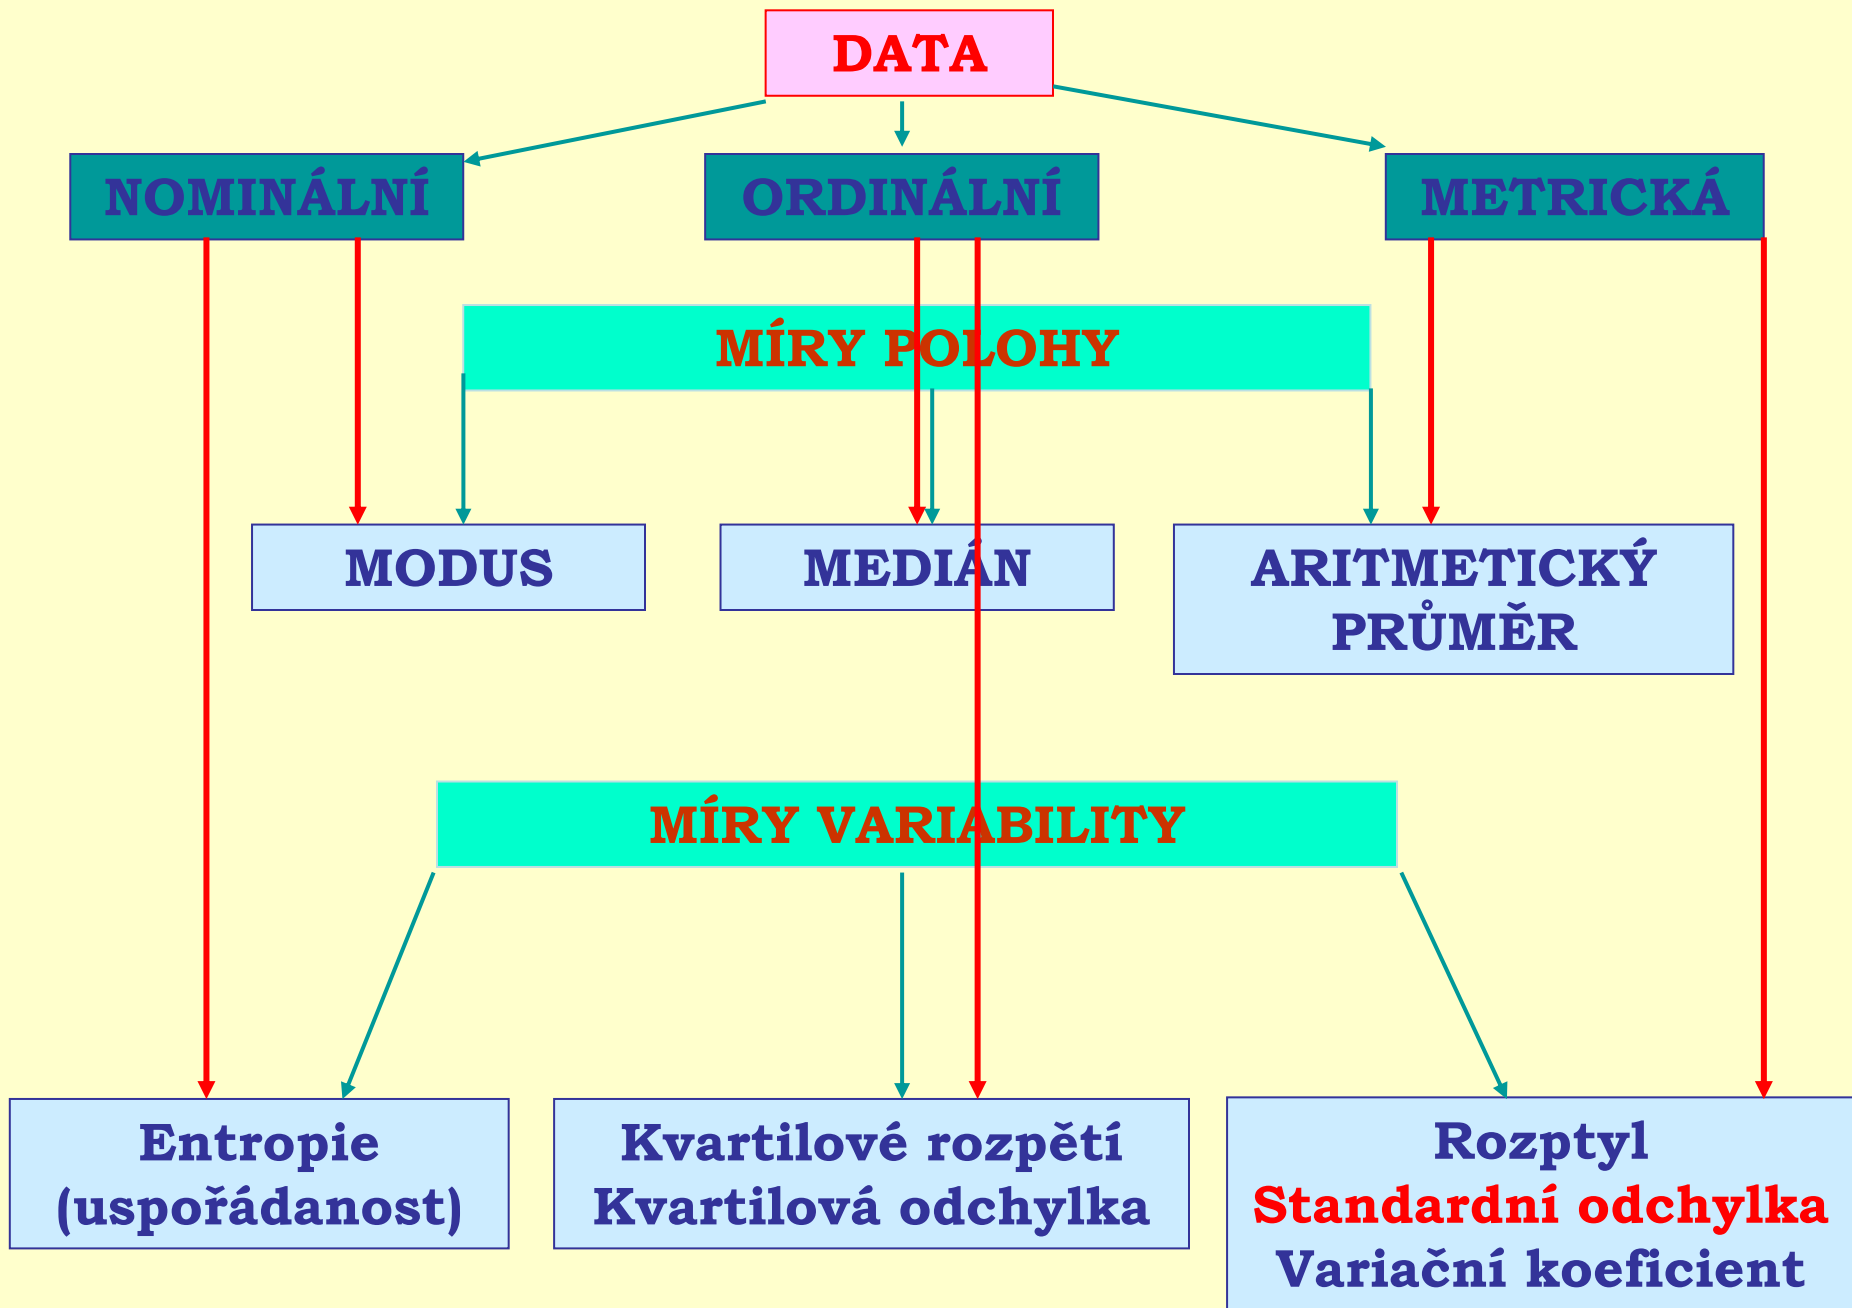 DATA
NOMINÁLNÍ
ORDINÁLNÍ
METRICKÁ
MÍRY POLOHY
MODUS
MEDIÁN
ARITMETICKÝ
PRŮMĚR
MÍRY VARIABILITY
Entropie
(uspořádanost)
Kvartilové rozpětí
Kvartilová odchylka
Rozptyl
Standardní odchylka
Variační koeficient